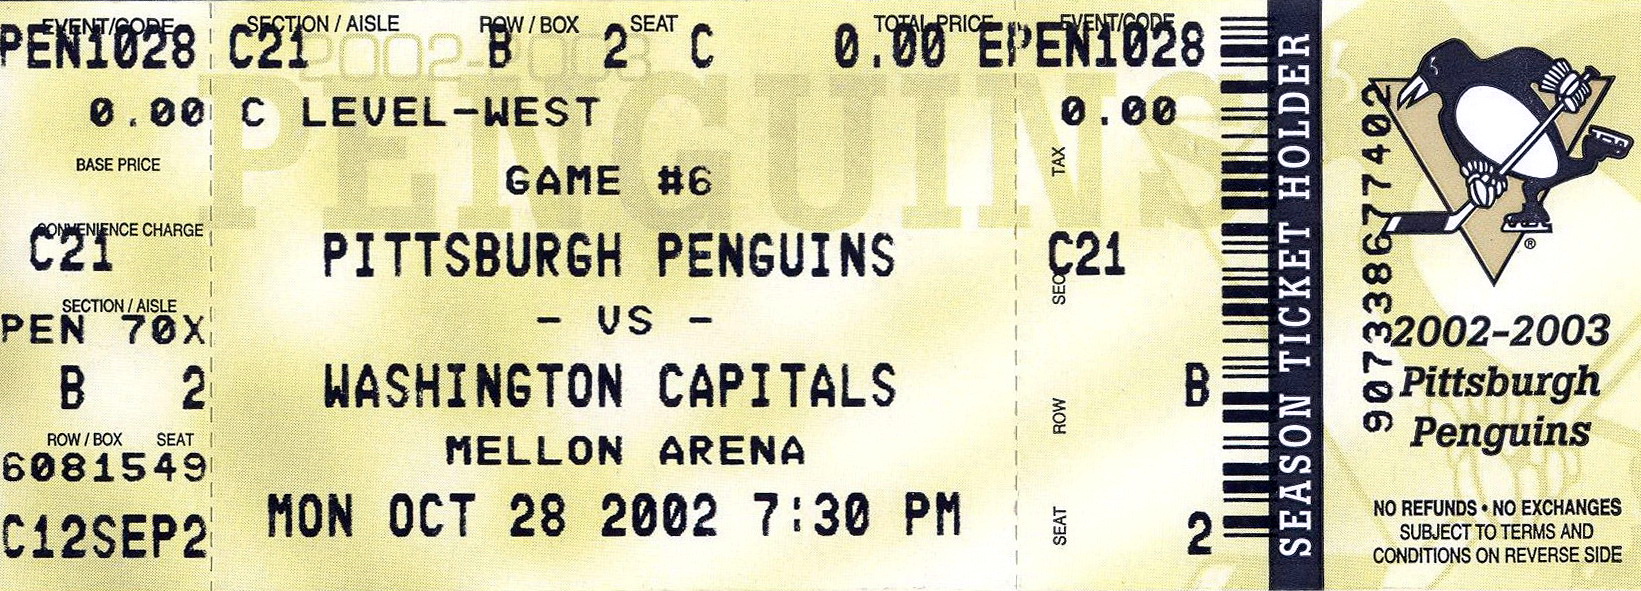 EVENT/CODE SECTION / AISLE ROW / BOX SEAT TOTAL PRICE EVENT/CODE
PEN1028 C21 B 2 C 0.00 EPEN1028
2002-2003
PENGUINS
0.00 C LEVEL-WEST 0.00
BASE PRICE
TAX
GAME #6
CONVENIENCE CHARGE
C21 PITTSBURGH PENGUINS C21
SEC
SECTION / AISLE
PEN 70X - VS -
B 2 WASHINGTON CAPITALS B
ROW
ROW / BOX SEAT
6081549 MELLON ARENA
C12SEP2 MON OCT 28 2002 7:30 PM 2
SEAT
SEASON TICKET HOLDER
907338677402
®
2002-2003
Pittsburgh
Penguins
NO REFUNDS • NO EXCHANGES
SUBJECT TO TERMS AND
CONDITIONS ON REVERSE SIDE